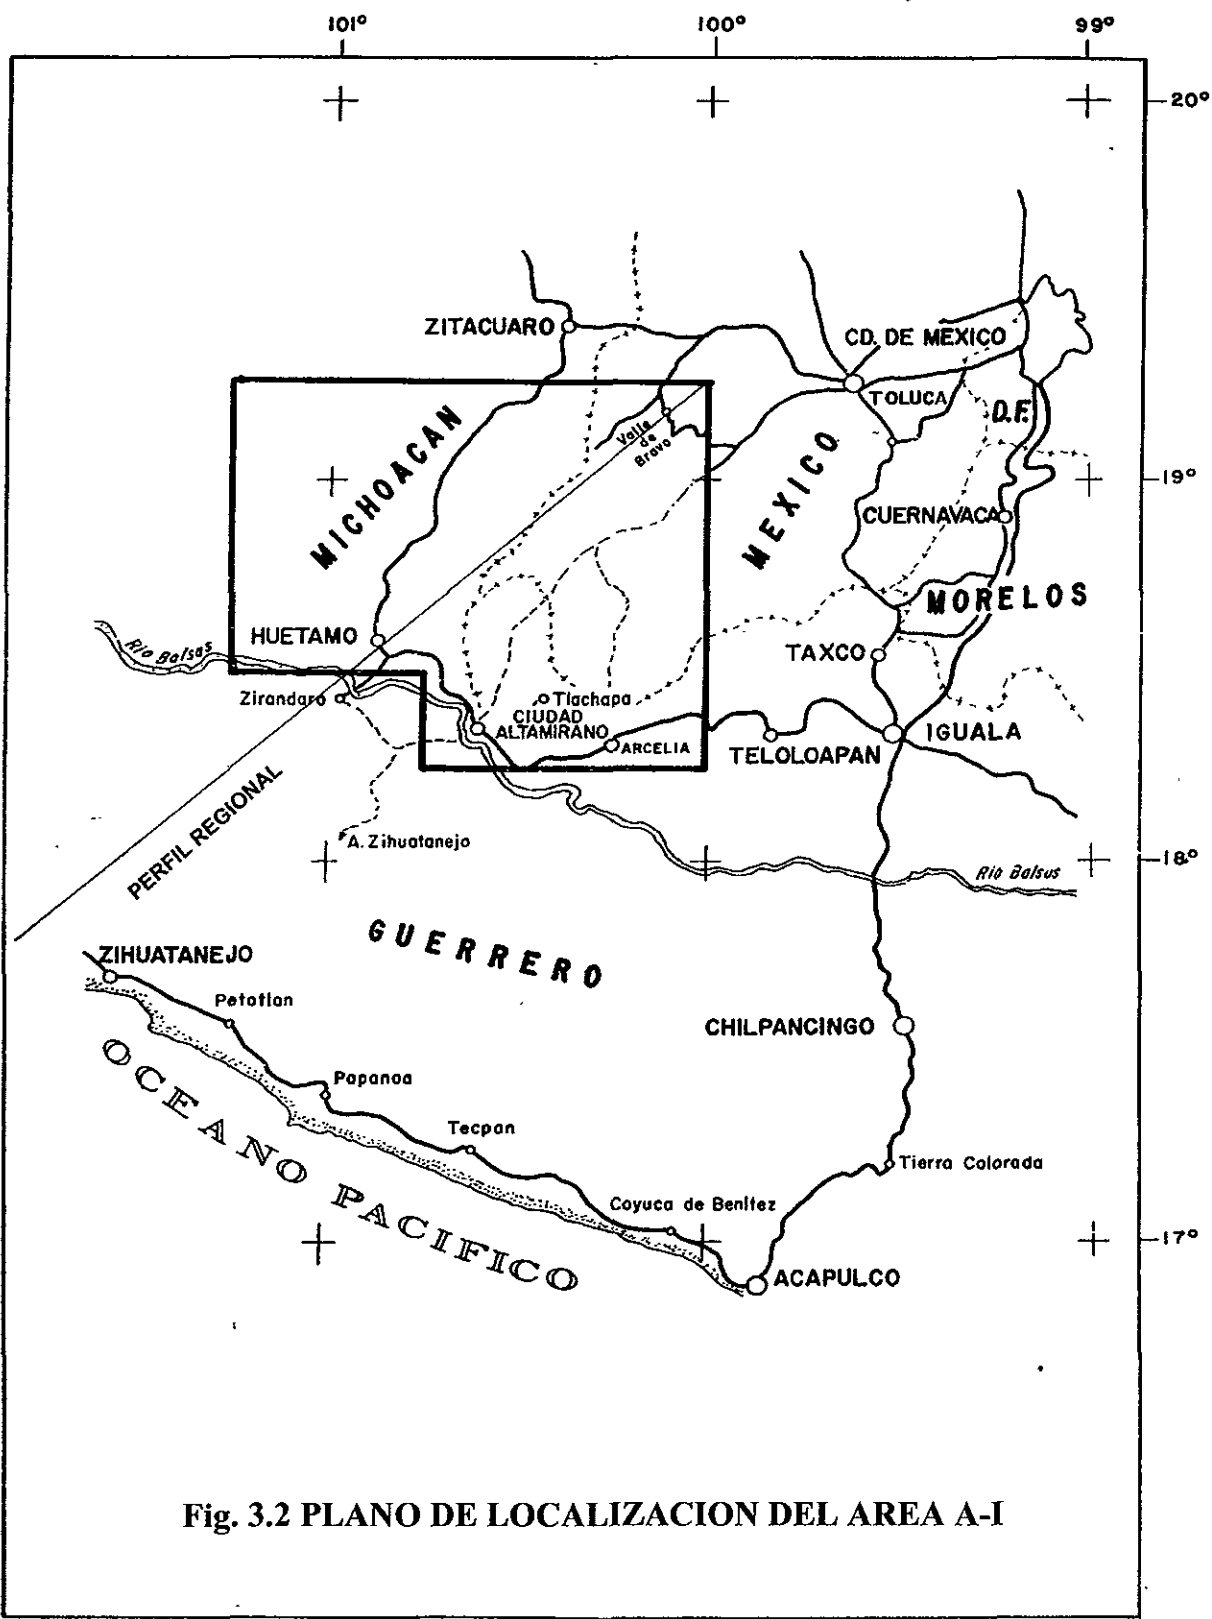 101°
100°
99°
20°
ZITACUARO
CD. DE MEXICO
TOLUCA
D.F.
MICHOACAN
Valle
de
Bravo
MEXICO
19°
CUERNAVACA
MORELOS
HUETAMO
Rio Balsas
TAXCO
Zirandaro
Tlachapa
CIUDAD
ALTAMIRANO
ARCELIA
IGUALA
TELOLOAPAN
PERFIL REGIONAL
A. Zihuatanejo
18°
Rio Balsas
GUERRERO
ZIHUATANEJO
Petatlan
CHILPANCINGO
OCEANO PACIFICO
Papanoa
Tecpan
Tierra Colorada
Coyuca de Benitez
17°
ACAPULCO
Fig. 3.2 PLANO DE LOCALIZACION DEL AREA A-I